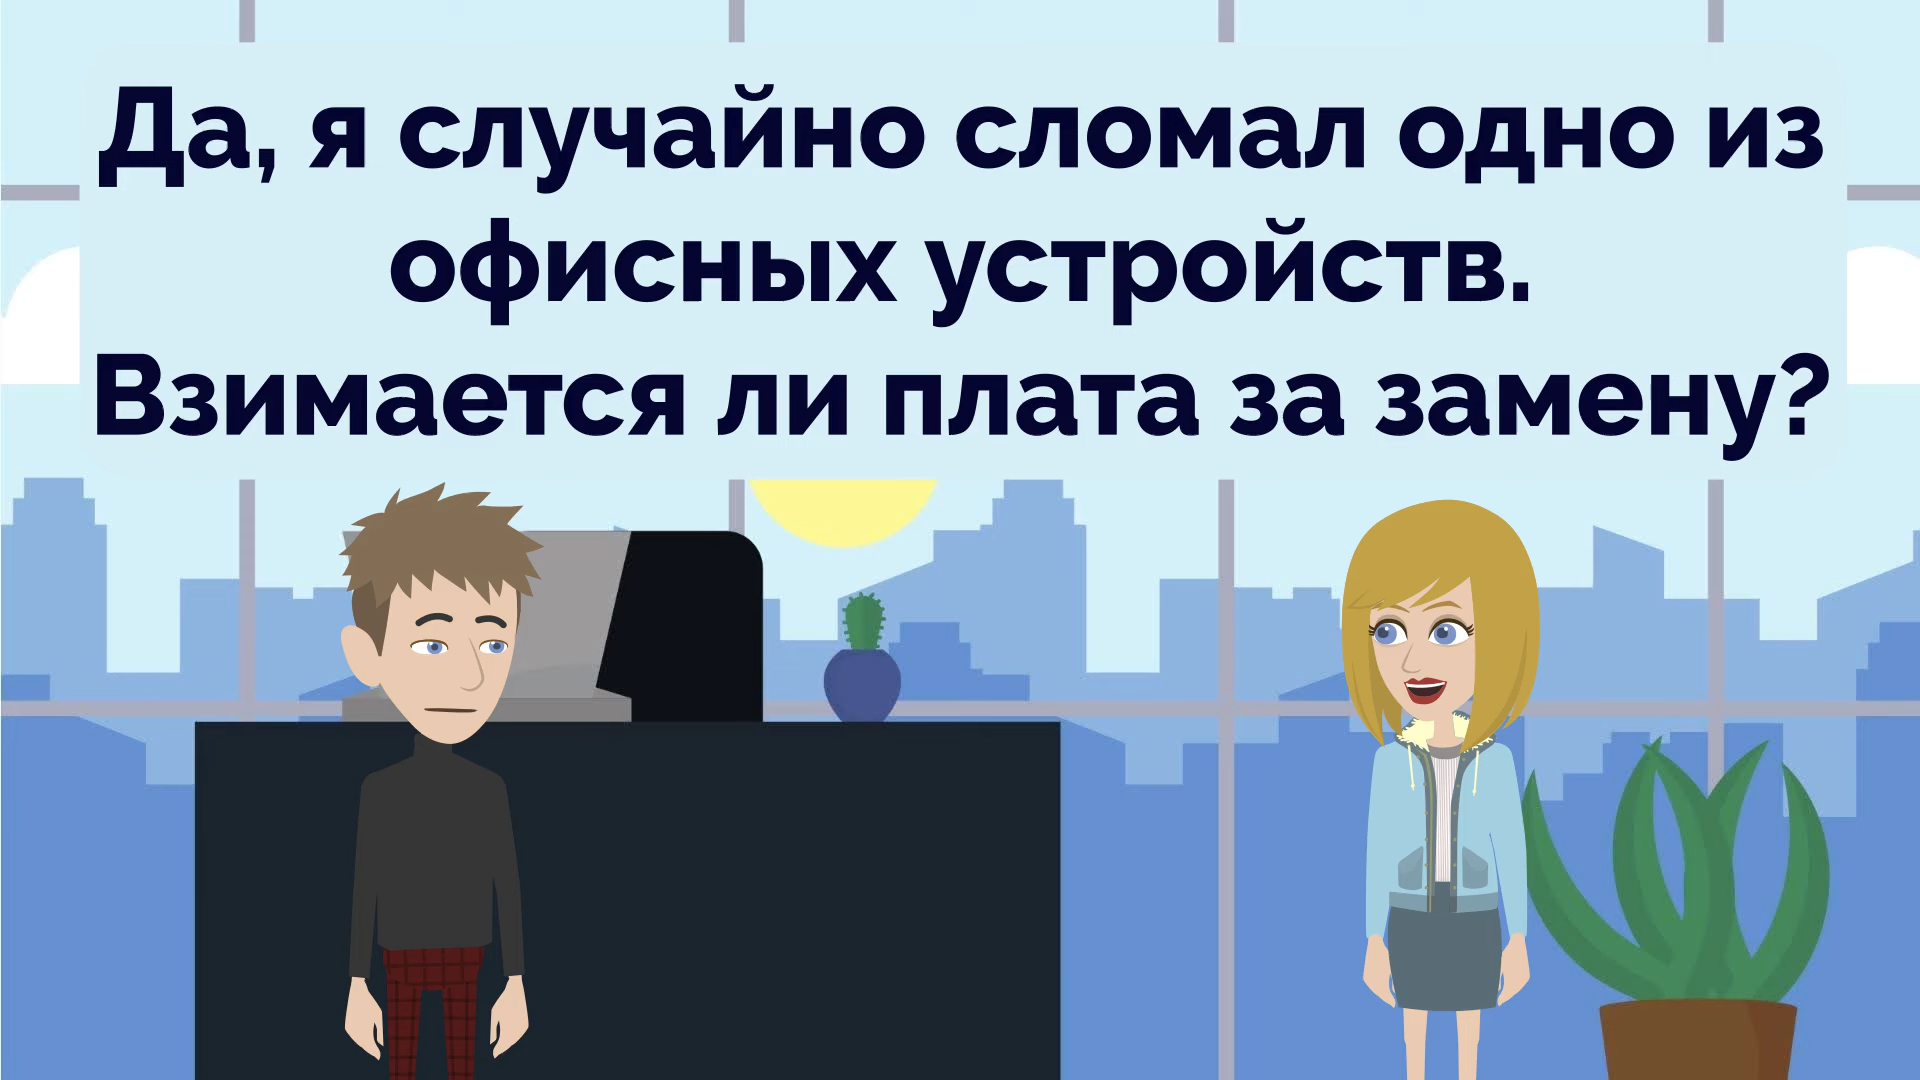 Да, я случайно сломал одно из
офисных устройств.
Взимается ли плата за замену?